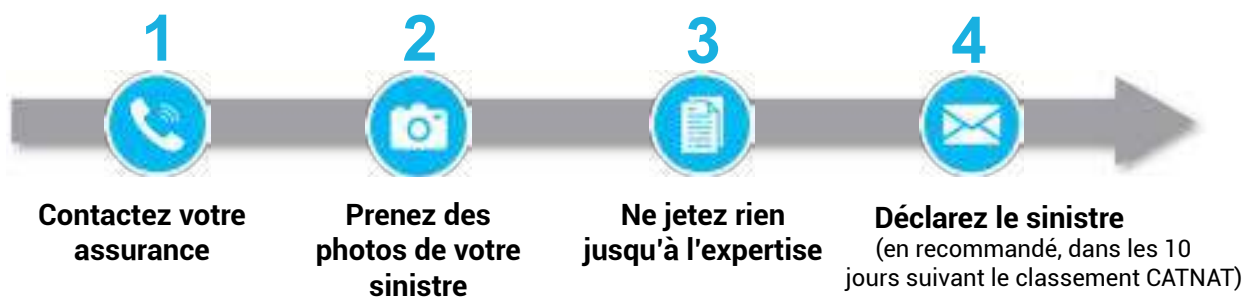 1
2
3
4
Contactez votre
assurance
Prenez des
photos de votre
sinistre
Ne jetez rien
jusqu'à l'expertise
Déclarez le sinistre
(en recommandé, dans les 10
jours suivant le classement CATNAT)